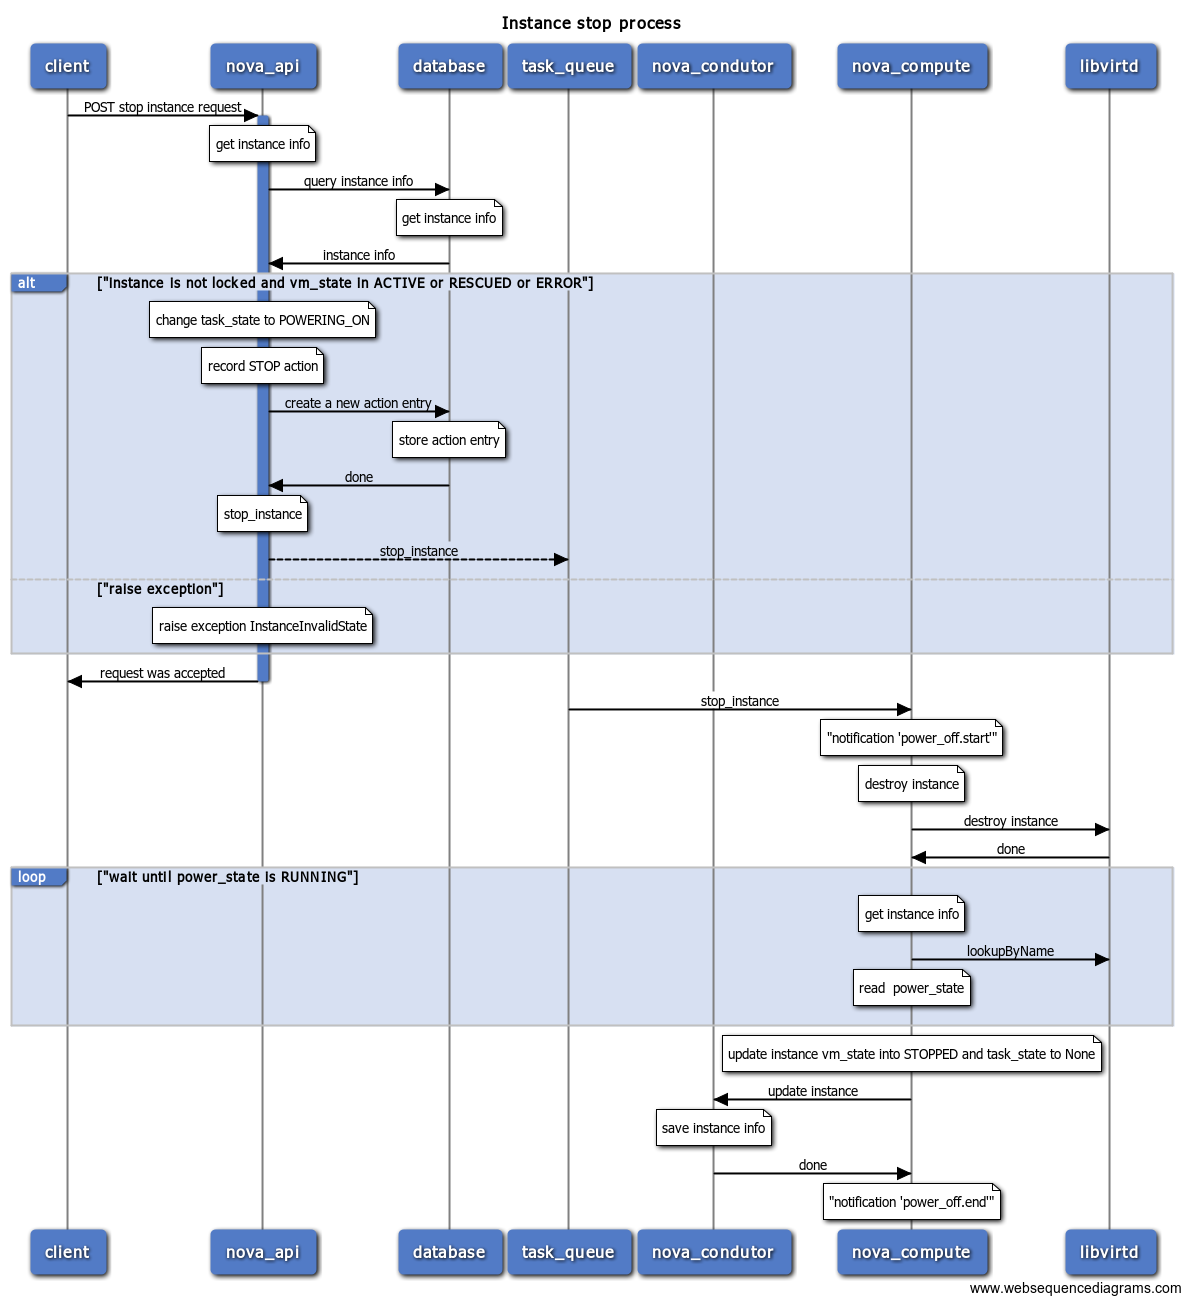 Instance stop process
client nova_api database task_queue nova_condutor nova_compute libvirtd
POST stop instance request
get instance info
query instance info
get instance info
instance info
alt ["instance is not locked and vm_state in ACTIVE or RESCUED or ERROR"]
change task_state to POWERING_ON
record STOP action
create a new action entry
store action entry
done
stop_instance
stop_instance
["raise exception"]
raise exception InstanceInvalidState
request was accepted
stop_instance
"notification 'power_off.start'"
destroy instance
destroy instance
done
loop ["wait until power_state is RUNNING"]
get instance info
lookupByName
read  power_state
update instance vm_state into STOPPED and task_state to None
update instance
save instance info
done
"notification 'power_off.end'"
client nova_api database task_queue nova_condutor nova_compute libvirtd
www.websequencediagrams.com